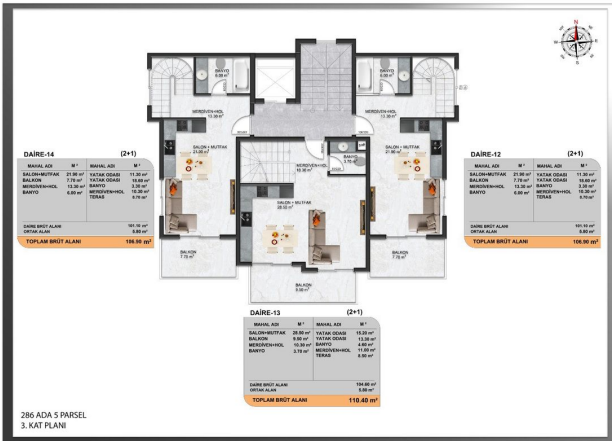 N
BANYO
6.00 m²
BANYO
6.00 m²
MERDİVEN+HOL
13.30 m²
MERDİVEN+HOL
13.30 m²
SALON + MUTFAK
21.90 m²
BANYO
3.70 m²
SALON + MUTFAK
21.90 m²
MERDİVEN+HOL
10.30 m²
SALON + MUTFAK
28.90 m²
BALKON
7.70 m²
BALKON
7.70 m²
BALKON
9.50 m²
DAİRE-14 (2+1)
MAHAL ADI M² MAHAL ADI M²
SALON+MUTFAK 21.90 m² YATAK ODASI 11.30 m²
BALKON 7.70 m² YATAK ODASI
MERDİVEN+HOL 13.30 m² BANYO 3.30 m²
BANYO 6.00 m² MERDİVEN+HOL 10.30 m²
TERAS
DAİRE BRÜT ALANI 101.10 m²
ORTAK ALAN 5.80 m²
TOPLAM BRÜT ALANI 106.90 m²
DAİRE-12 (2+1)
MAHAL ADI M² MAHAL ADI M²
SALON+MUTFAK 21.90 m² YATAK ODASI 11.30 m²
BALKON 7.70 m² YATAK ODASI
MERDİVEN+HOL 13.30 m² BANYO 3.30 m²
BANYO 6.00 m² MERDİVEN+HOL 10.30 m²
TERAS
DAİRE BRÜT ALANI 101.10 m²
ORTAK ALAN 5.80 m²
TOPLAM BRÜT ALANI 106.90 m²
DAİRE-13 (2+1)
MAHAL ADI M² MAHAL ADI M²
SALON+MUTFAK 28.90 m² YATAK ODASI 15.20 m²
BALKON 9.50 m² YATAK ODASI 13.30 m²
MERDİVEN+HOL 10.30 m² BANYO 4.60 m²
BANYO 3.70 m² MERDİVEN+HOL 11.00 m²
TERAS
DAİRE BRÜT ALANI 104.60 m²
ORTAK ALAN 5.80 m²
TOPLAM BRÜT ALANI 110.40 m²
286 ADA 5 PARSEL
3. KAT PLANI